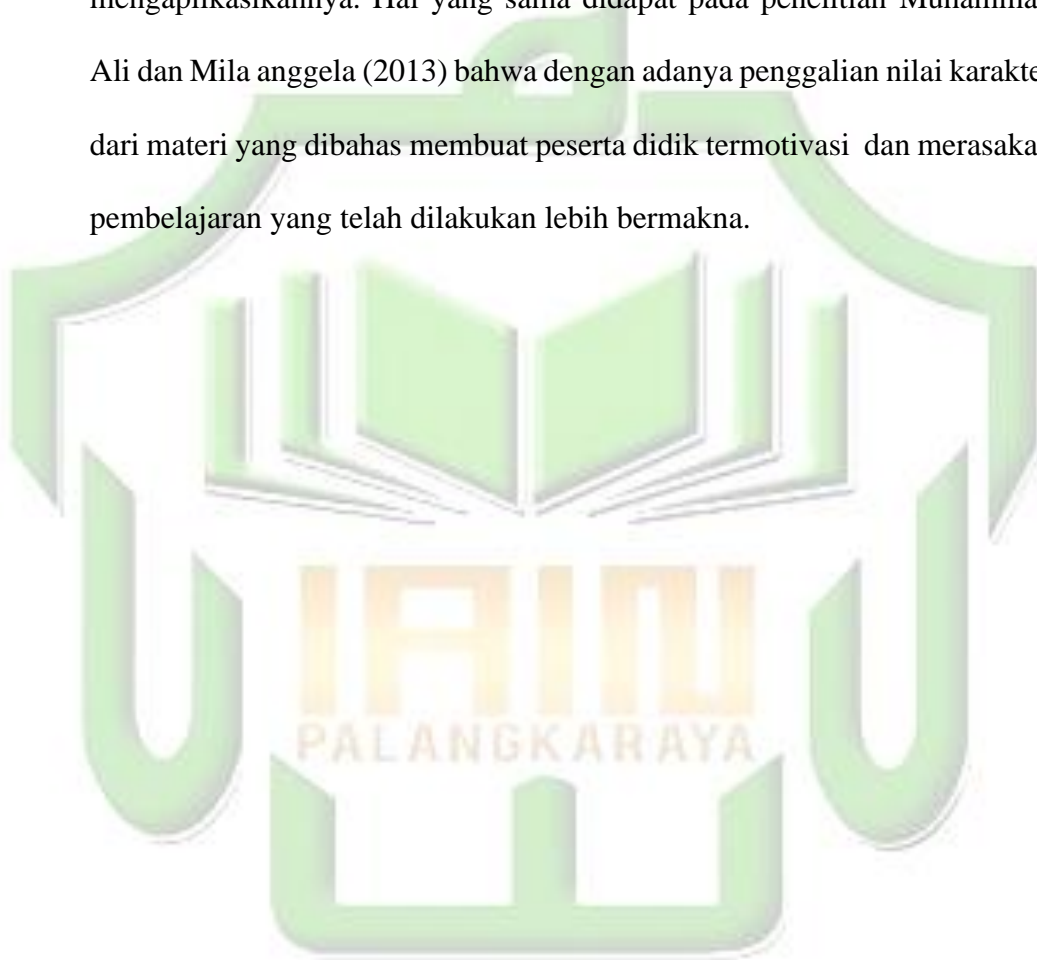 mengaplikasikannya. Hal yang sama didapat pada penelitian Muhamma
Ali dan Mila anggela (2013) bahwa dengan adanya penggalian nilai karakte
dari materi yang dibahas membuat peserta didik termotivasi dan merasaka
pembelajaran yang telah dilakukan lebih bermakna.
IAIN
PALANGKARAYA